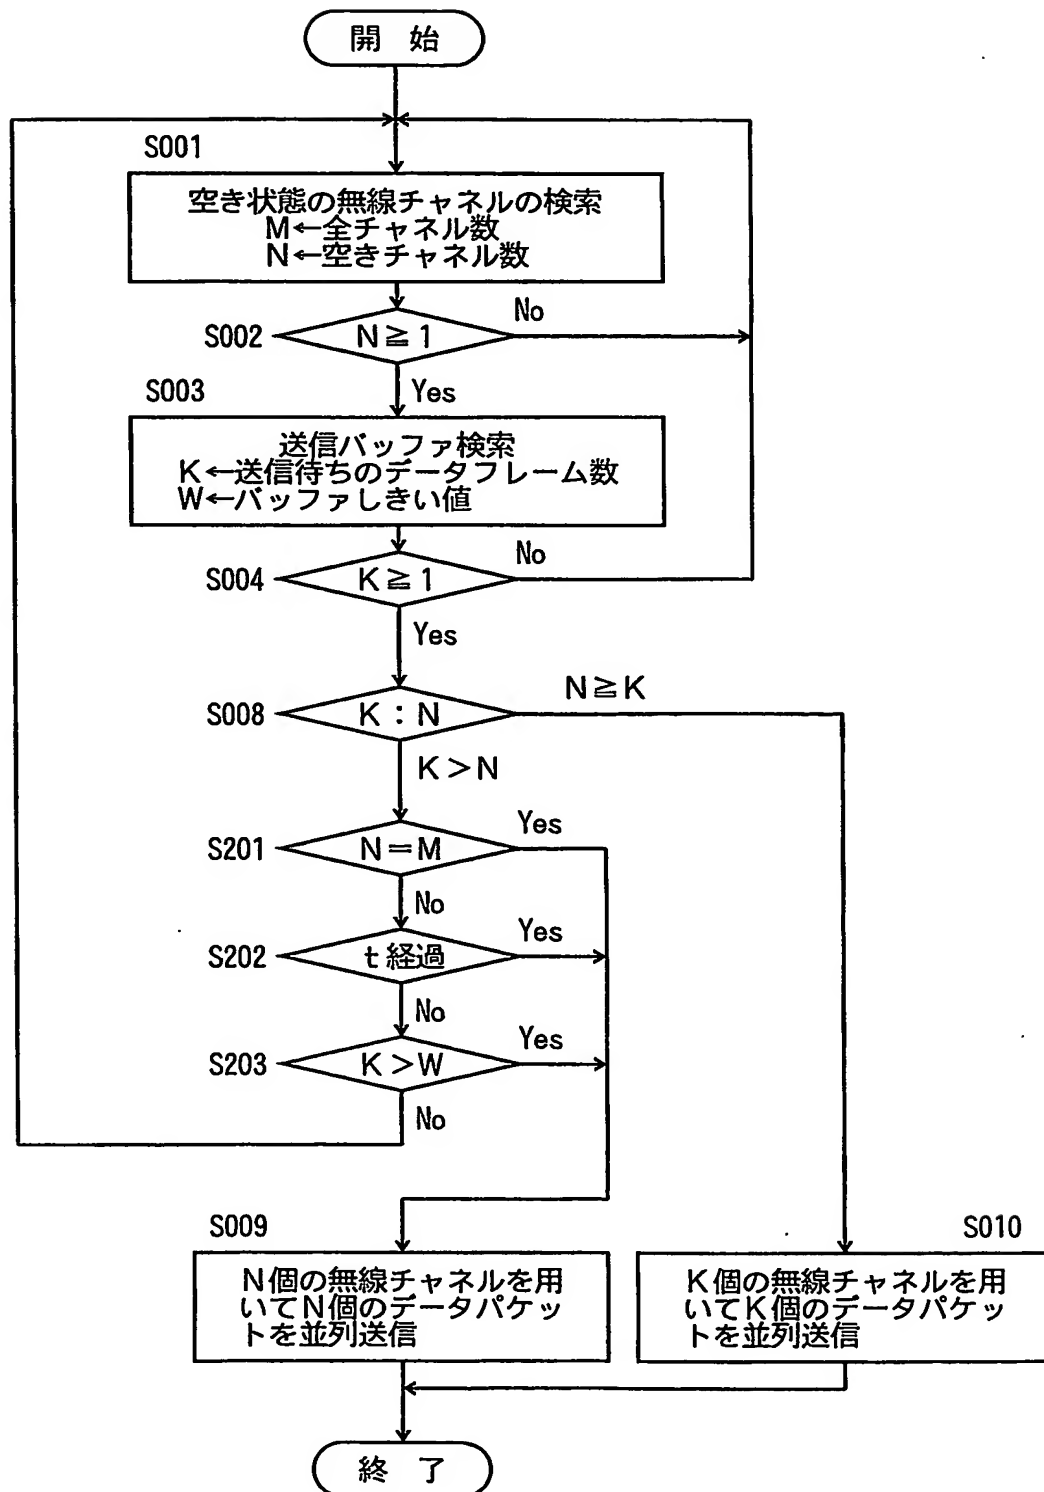 開 始
S001
空き状態の無線チャネルの検索
M←全チャネル数
N←空きチャネル数
No
S002
N≧1
Yes
S003
送信バッファ検索
K←送信待ちのデータフレーム数
W←バッファしきい値
No
S004
K≧1
Yes
N≧K
S008
K:N
K>N
Yes
S201
N=M
No
Yes
S202
t経過
No
Yes
S203
K>W
No
S009
N個の無線チャネルを用
いてN個のデータパケッ
トを並列送信
S010
K個の無線チャネルを用
いてK個のデータパケッ
トを並列送信
終 了